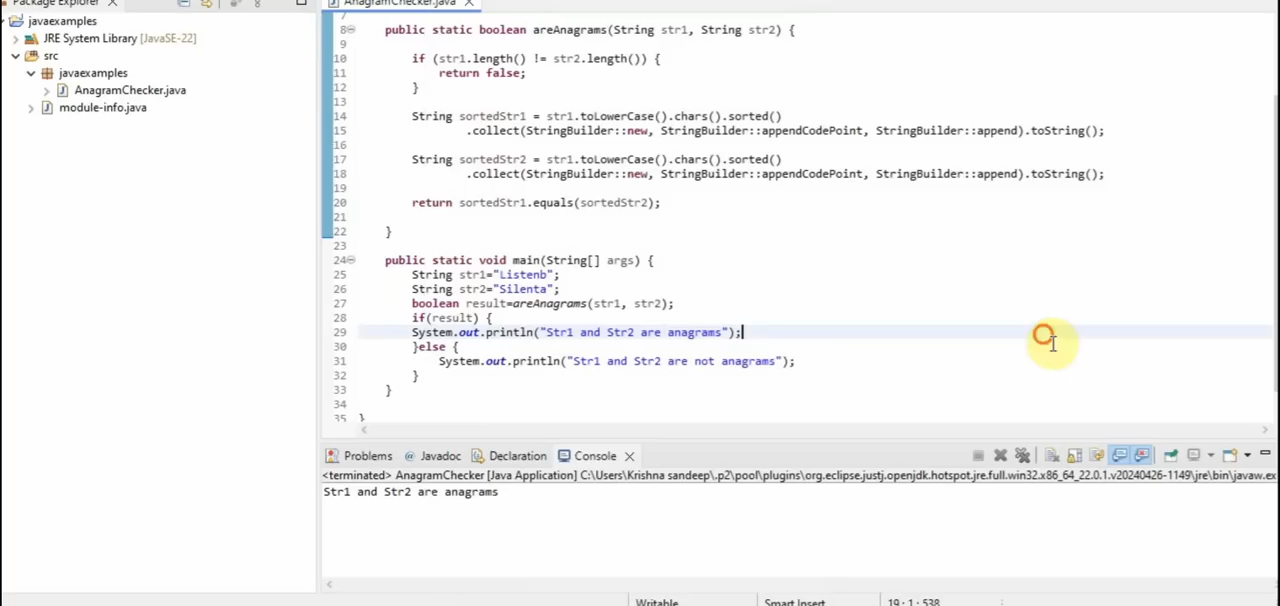 Package Explorer
AnagramChecker.java
javaexamples
JRE System Library [JavaSE-22]
src
javaexamples
AnagramChecker.java
module-info.java
7
8 public static boolean areAnagrams(String str1, String str2) {
9
10 if (str1.length() != str2.length()) {
11 return false;
12 }
13
14 String sortedStr1 = str1.toLowerCase().chars().sorted()
15 .collect(StringBuilder::new, StringBuilder::appendCodePoint, StringBuilder::append).toString();
16
17 String sortedStr2 = str1.toLowerCase().chars().sorted()
18 .collect(StringBuilder::new, StringBuilder::appendCodePoint, StringBuilder::append).toString();
19
20 return sortedStr1.equals(sortedStr2);
21
22 }
23
24 public static void main(String[] args) {
25 String str1="Listenb";
26 String str2="Silenta";
27 boolean result=areAnagrams(str1, str2);
28 if(result) {
29 System.out.println("Str1 and Str2 are anagrams");
30 }else {
31 System.out.println("Str1 and Str2 are not anagrams");
32 }
33 }
34
35 }
Problems @ Javadoc Declaration Console
<terminated> AnagramChecker [Java Application] C:\Users\Krishna sandeep\.p2\pool\plugins\org.eclipse.justj.openjdk.hotspot.jre.full.win32.x86_64_22.0.1.v20240426-1149\jre\bin\javaw.ex
Str1 and Str2 are anagrams
Writable Smart Insert 19 : 1 : 538